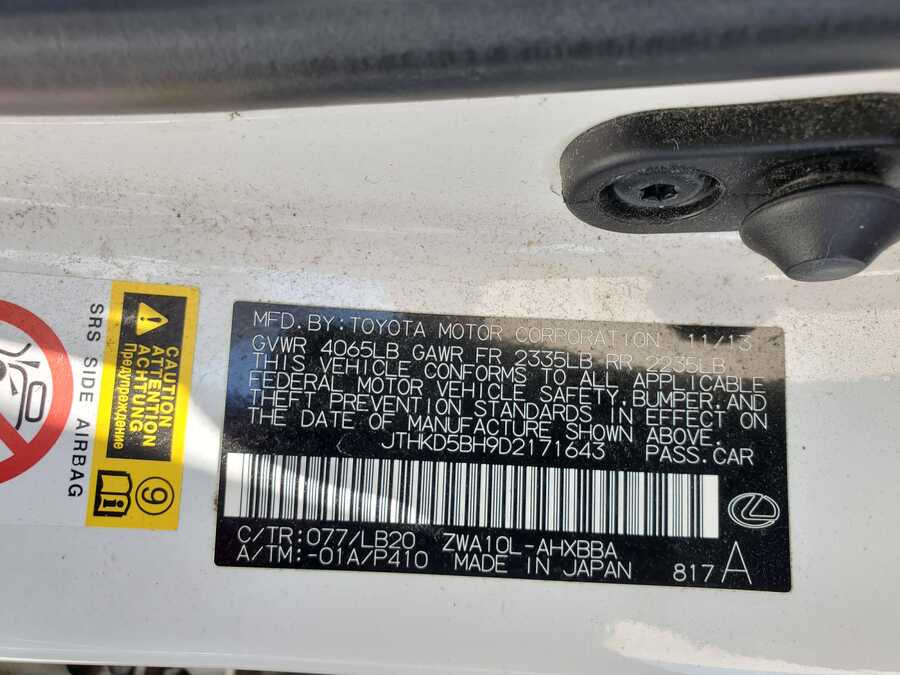 MFD. BY: TOYOTA MOTOR CORPORATION 11/13
GVWR 4065LB GAWR FR 2335LB RR 2235LB
THIS VEHICLE CONFORMS TO ALL APPLICABLE
FEDERAL MOTOR VEHICLE SAFETY, BUMPER, AND
THEFT PREVENTION STANDARDS IN EFFECT ON
THE DATE OF MANUFACTURE SHOWN ABOVE.
JTHKD5BH9D2171643 PASS.CAR
C/TR:077/LB20 ZWA10L-AHXBBA
A/TM:-01A/P410 MADE IN JAPAN 817 A
SRS SIDE AIRBAG
CAUTION
ATTENTION
ACHTUNG
Предупреждение
9